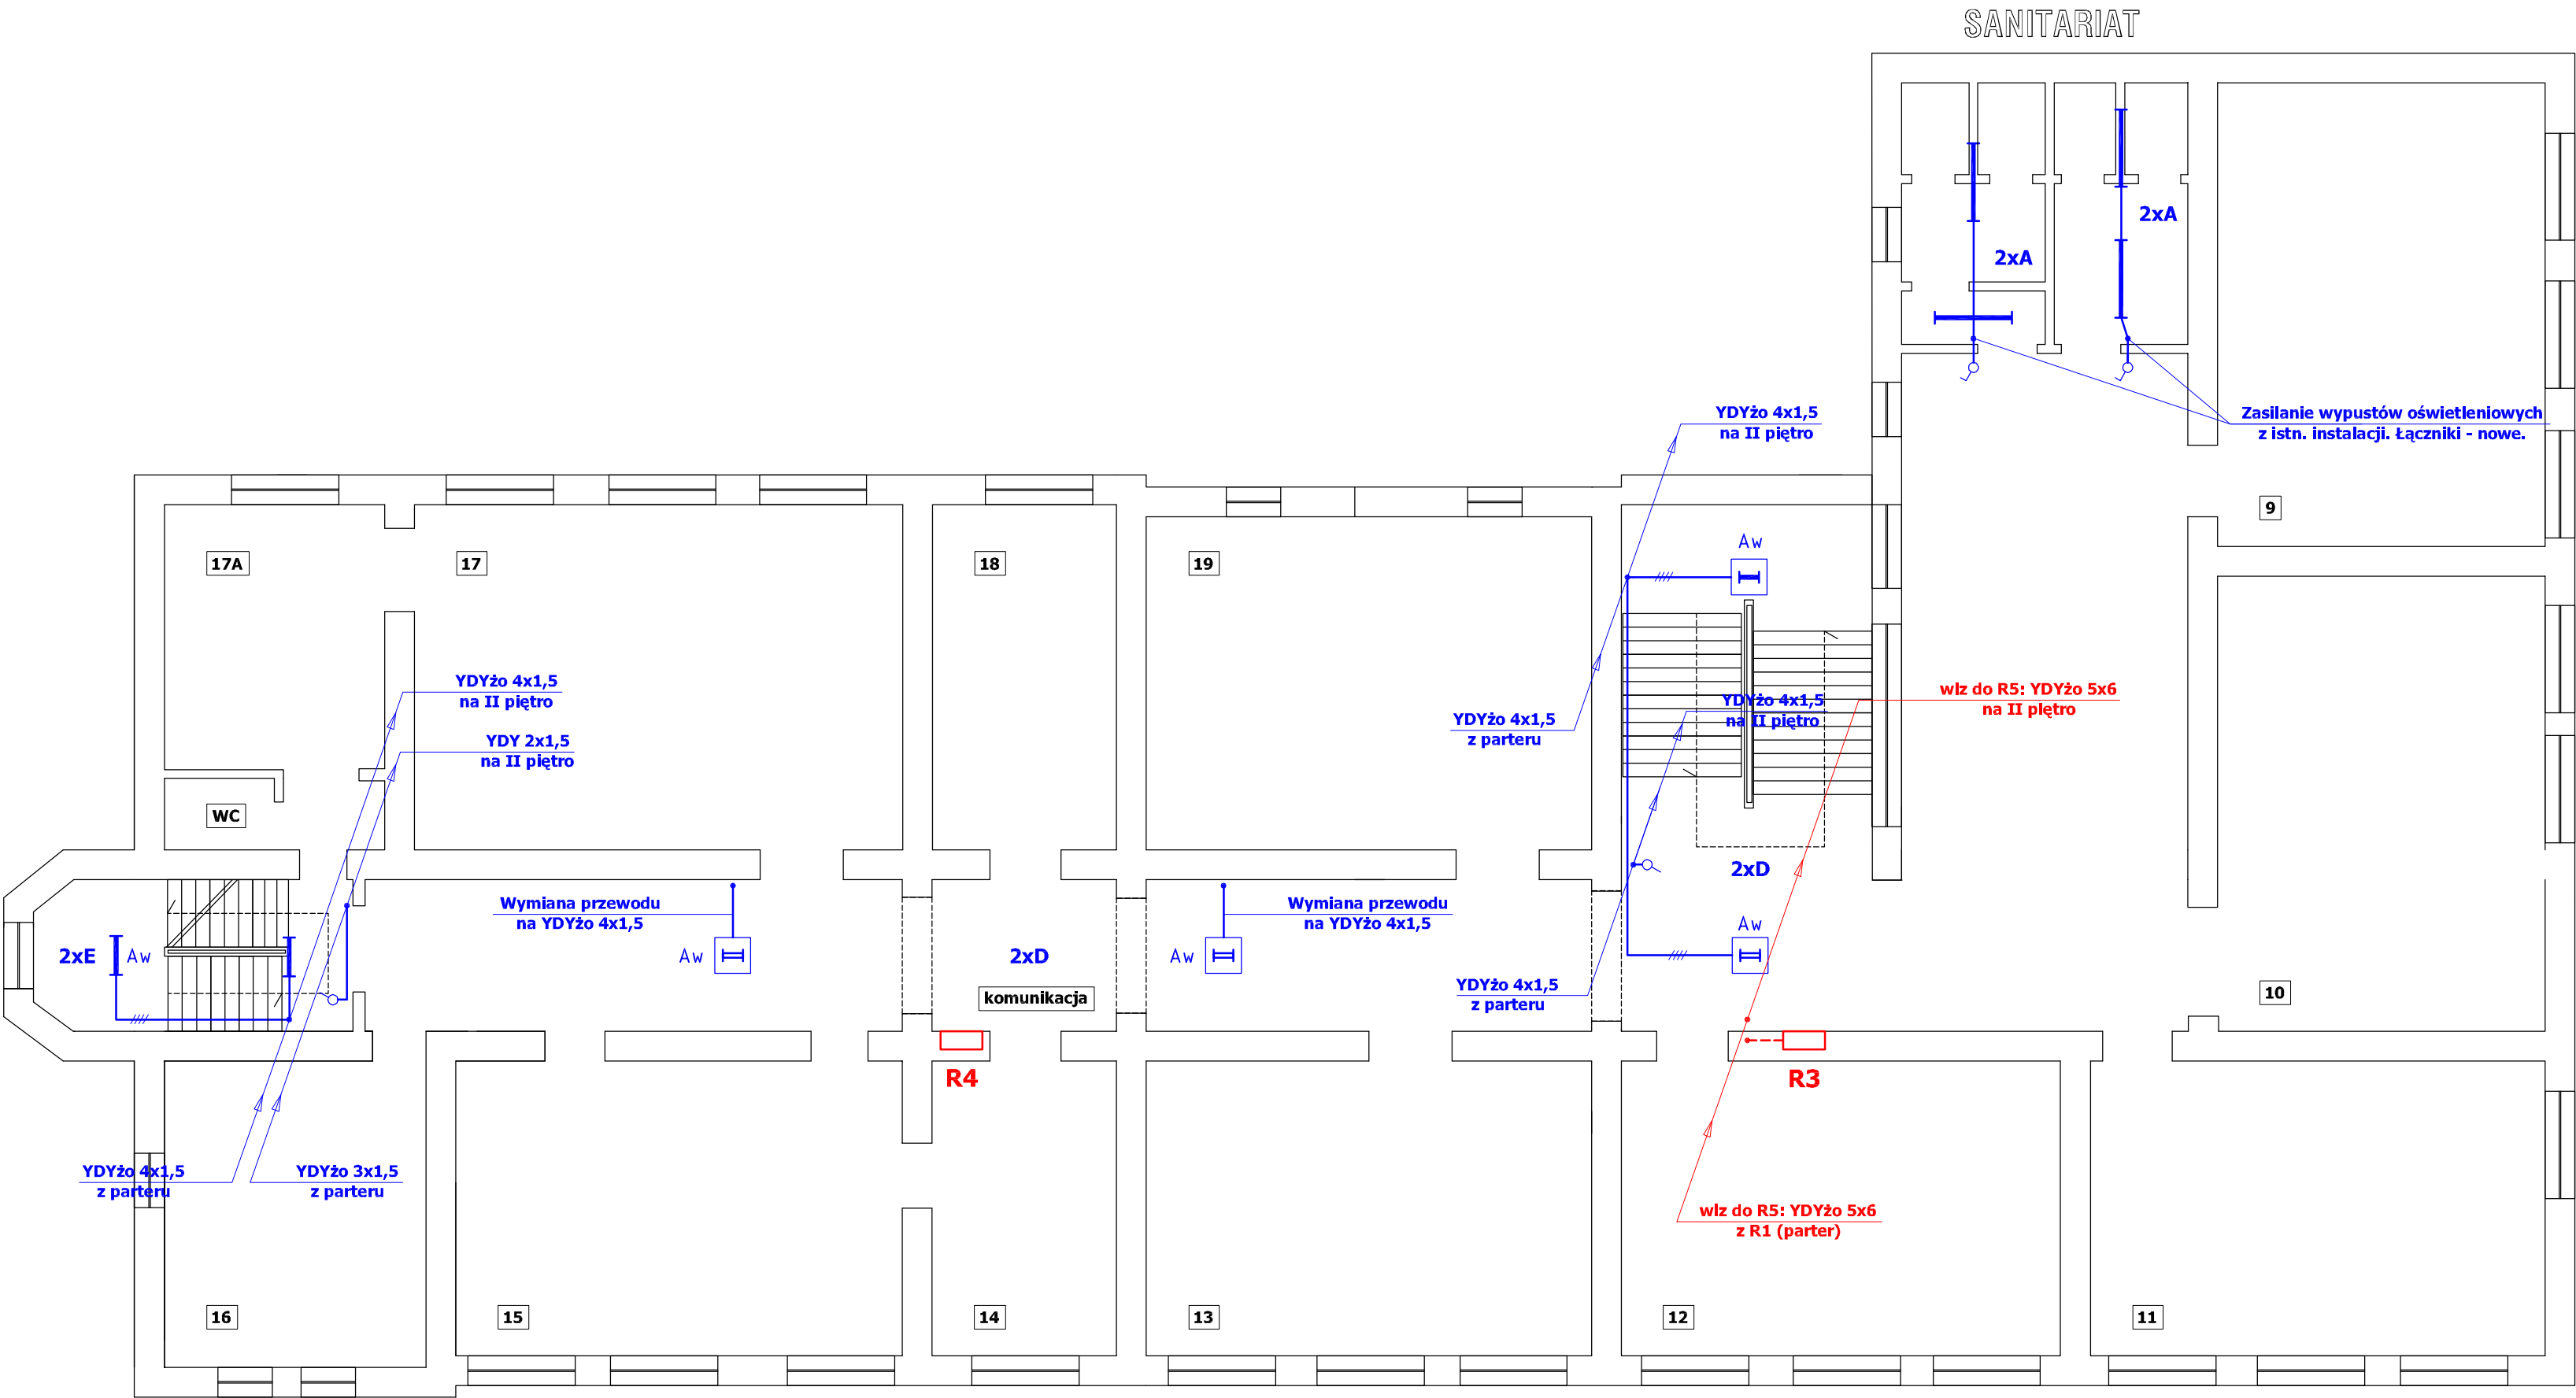 SANITARIAT
2xA
2xA
YDYżo 4x1,5
na II piętro
Zasilanie wypustów oświetleniowych
z istn. instalacji. Łączniki - nowe.
9
17A
17
18
19
Aw
YDYżo 4x1,5
na II piętro
YDY 2x1,5
na II piętro
YDYżo 4x1,5
z parteru
YDYżo 4x1,5
na II piętro
wlz do R5: YDYżo 5x6
na II piętro
WC
2xD
Wymiana przewodu
na YDYżo 4x1,5
Wymiana przewodu
na YDYżo 4x1,5
Aw
2xE
Aw
Aw
2xD
Aw
YDYżo 4x1,5
z parteru
komunikacja
10
R4
R3
YDYżo 4x1,5
z parteru
YDYżo 3x1,5
z parteru
wlz do R5: YDYżo 5x6
z R1 (parter)
16
15
14
13
12
11